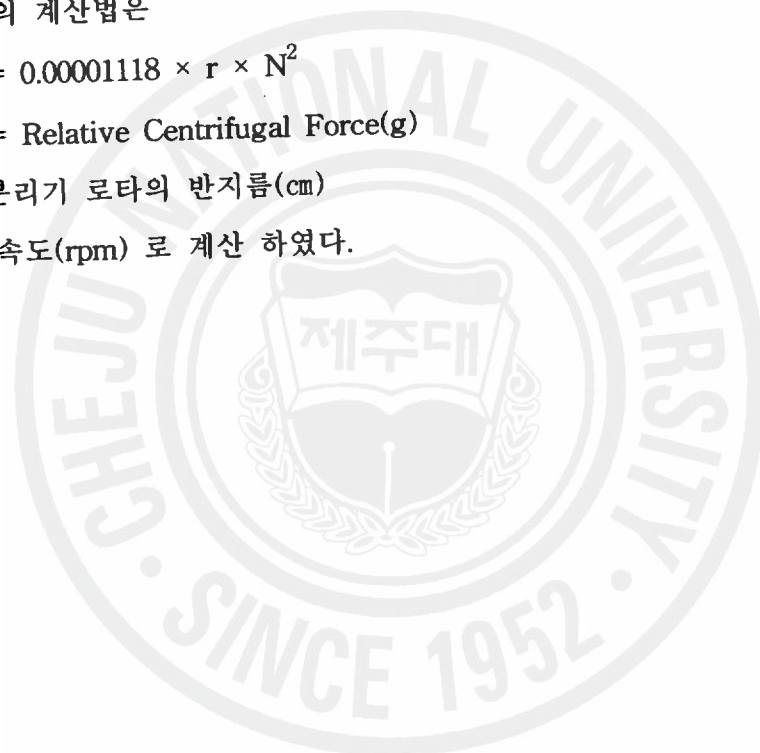 의 계산법은
= 0.00001118 × r × N²
= Relative Centrifugal Force(g)
분리기 로타의 반지름(cm)
속도(rpm) 로 계산 하였다.
CHEJU NATIONAL UNIVERSITY
제주대
SINCE 1952